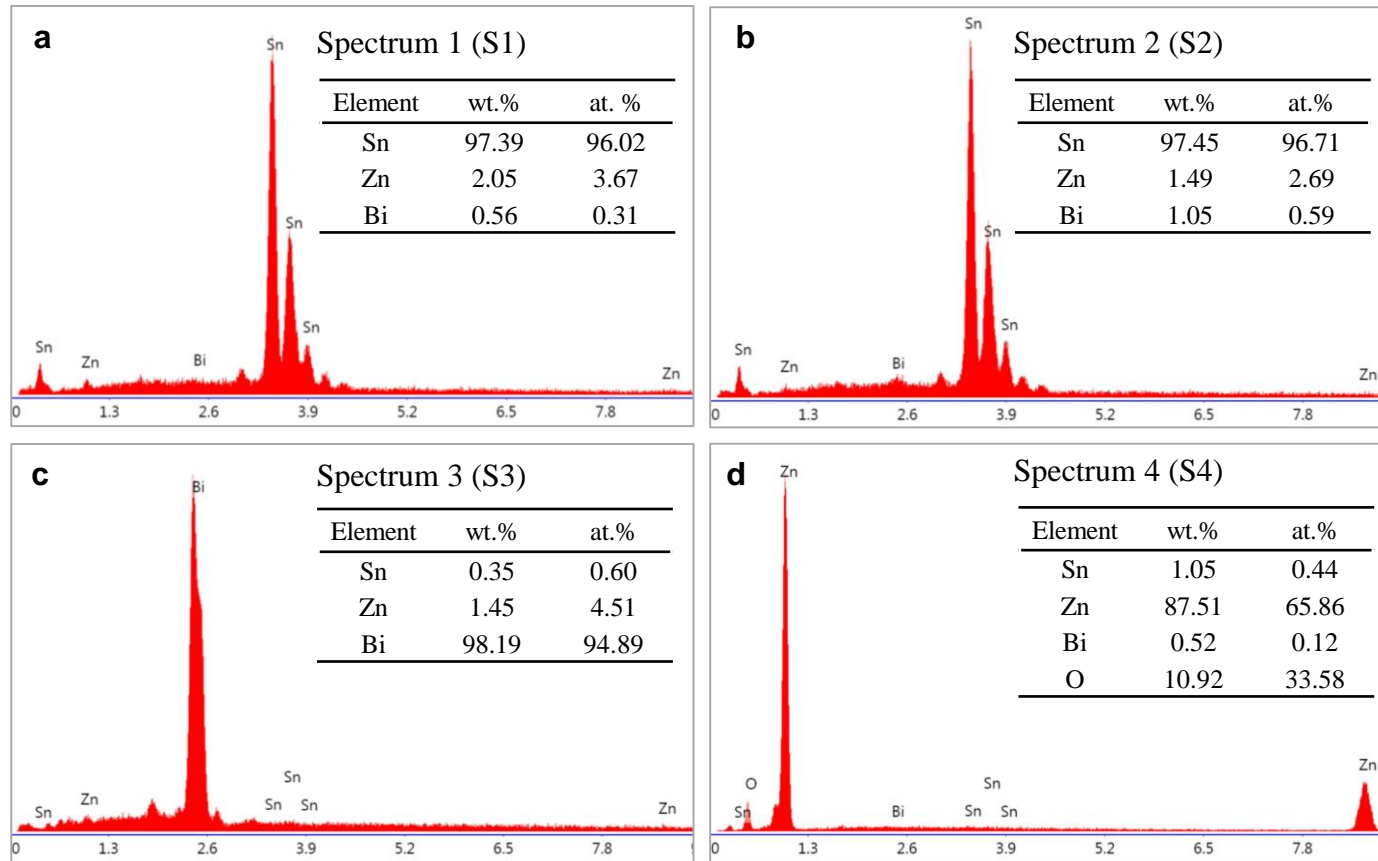 a
Spectrum 1 (S1)
Sn
Element wt.% at. %
Sn 97.39 96.02
Zn 2.05 3.67
Bi 0.56 0.31
Sn
Sn
Sn
Zn
Bi
Zn
0 1.3 2.6 3.9 5.2 6.5 7.8
b
Spectrum 2 (S2)
Sn
Element wt.% at. %
Sn 97.45 96.71
Zn 1.49 2.69
Bi 1.05 0.59
Sn
Sn
Sn
Zn
Bi
Zn
0 1.3 2.6 3.9 5.2 6.5 7.8
c
Spectrum 3 (S3)
Bi
Element wt.% at.%
Sn 0.35 0.60
Zn 1.45 4.51
Bi 98.19 94.89
Sn
Sn Zn Sn Sn Zn
0 1.3 2.6 3.9 5.2 6.5 7.8
d
Spectrum 4 (S4)
Zn
Element wt.% at.%
Sn 1.05 0.44
Zn 87.51 65.86
Bi 0.52 0.12
O 10.92 33.58
Zn
O
Sn
Sn Bi Sn Sn
0 1.3 2.6 3.9 5.2 6.5 7.8